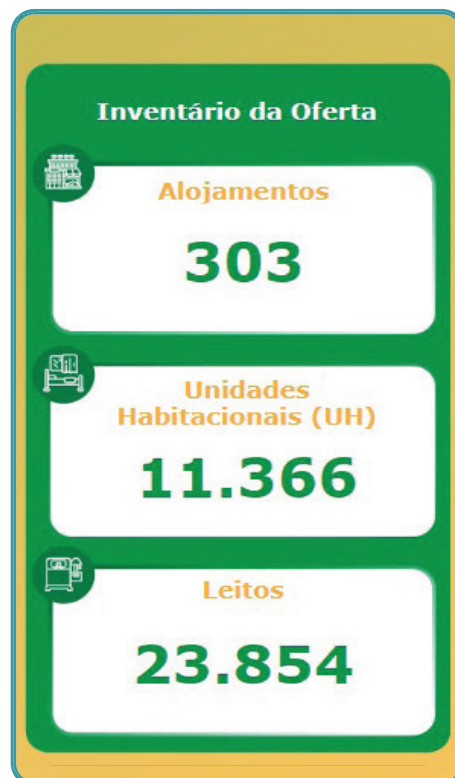 Inventário da Oferta
Alojamentos
303
Unidades
Habitacionais (UH)
11.366
Leitos
23.854